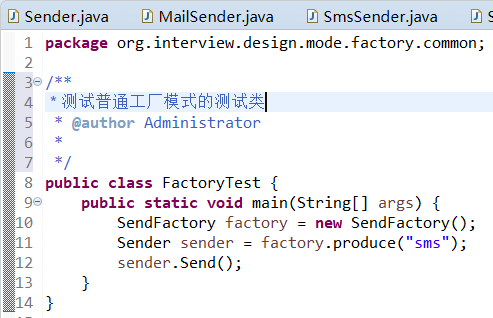 Sender.java MailSender.java SmsSender.java
1 package org.interview.design.mode.factory.common;
2
3 /**
4 * 测试普通工厂模式的测试类
5 * @author Administrator
6 *
7 */
8 public class FactoryTest {
9 public static void main(String[] args) {
10 SendFactory factory = new SendFactory();
11 Sender sender = factory.produce("sms");
12 sender.Send();
13 }
14 }